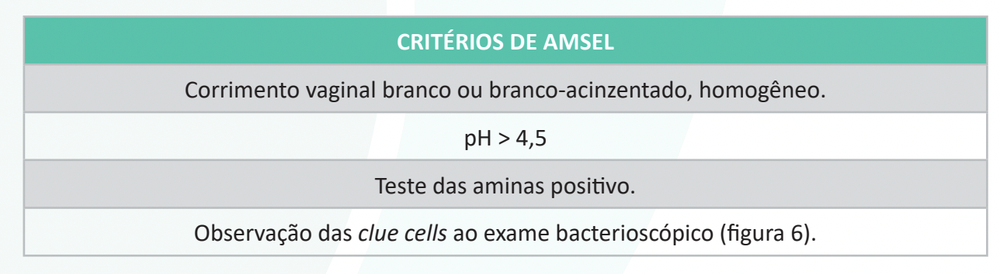 CRITÉRIOS DE AMSEL
Corrimento vaginal branco ou branco-acinzentado, homogêneo.
pH > 4,5
Teste das aminas positivo.
Observação das clue cells ao exame bacterioscópico (figura 6).